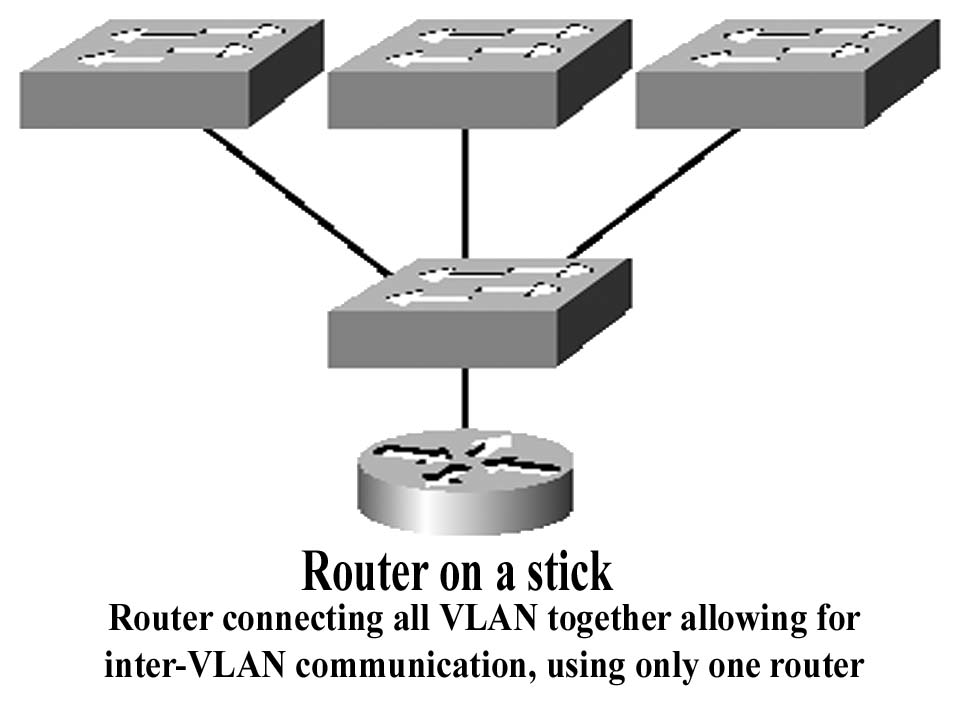 Router on a stick
Router connecting all VLAN together allowing for
inter-VLAN communication, using only one router